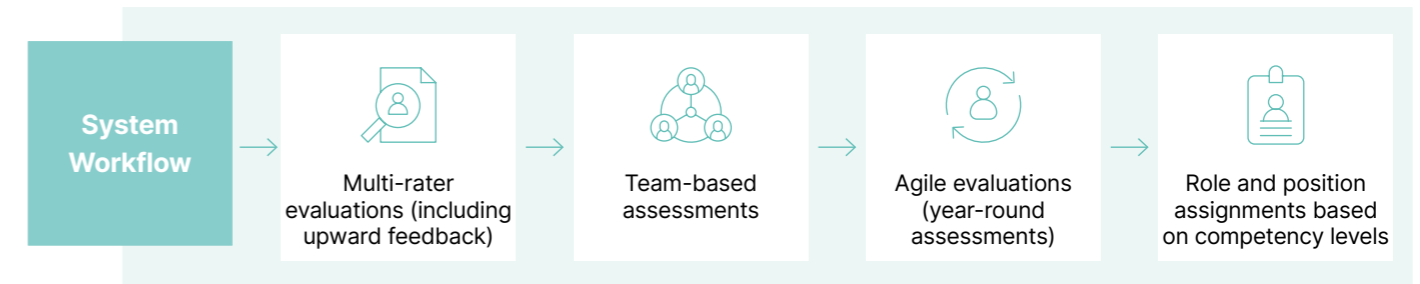 System
Workflow
Multi-rater
evaluations (including
upward feedback)
Team-based
assessments
Agile evaluations
(year-round
assessments)
Role and position
assignments based
on competency levels